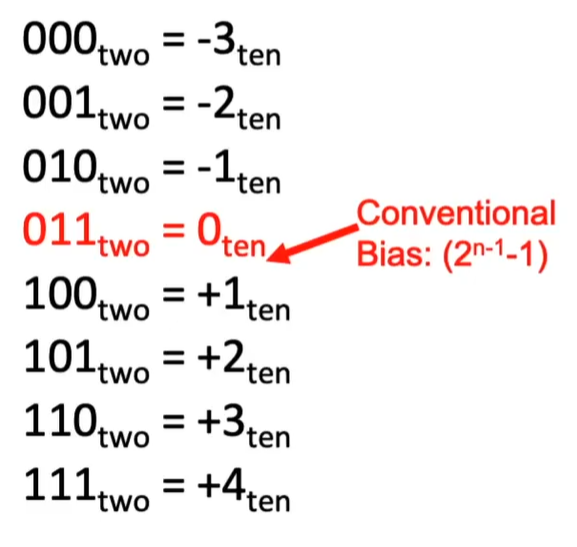 000two = -3ten
001two = -2ten
010two = -1ten
011two = 0ten
Conventional
Bias: (2ⁿ⁻¹-1)
100two = +1ten
101two = +2ten
110two = +3ten
111two = +4ten